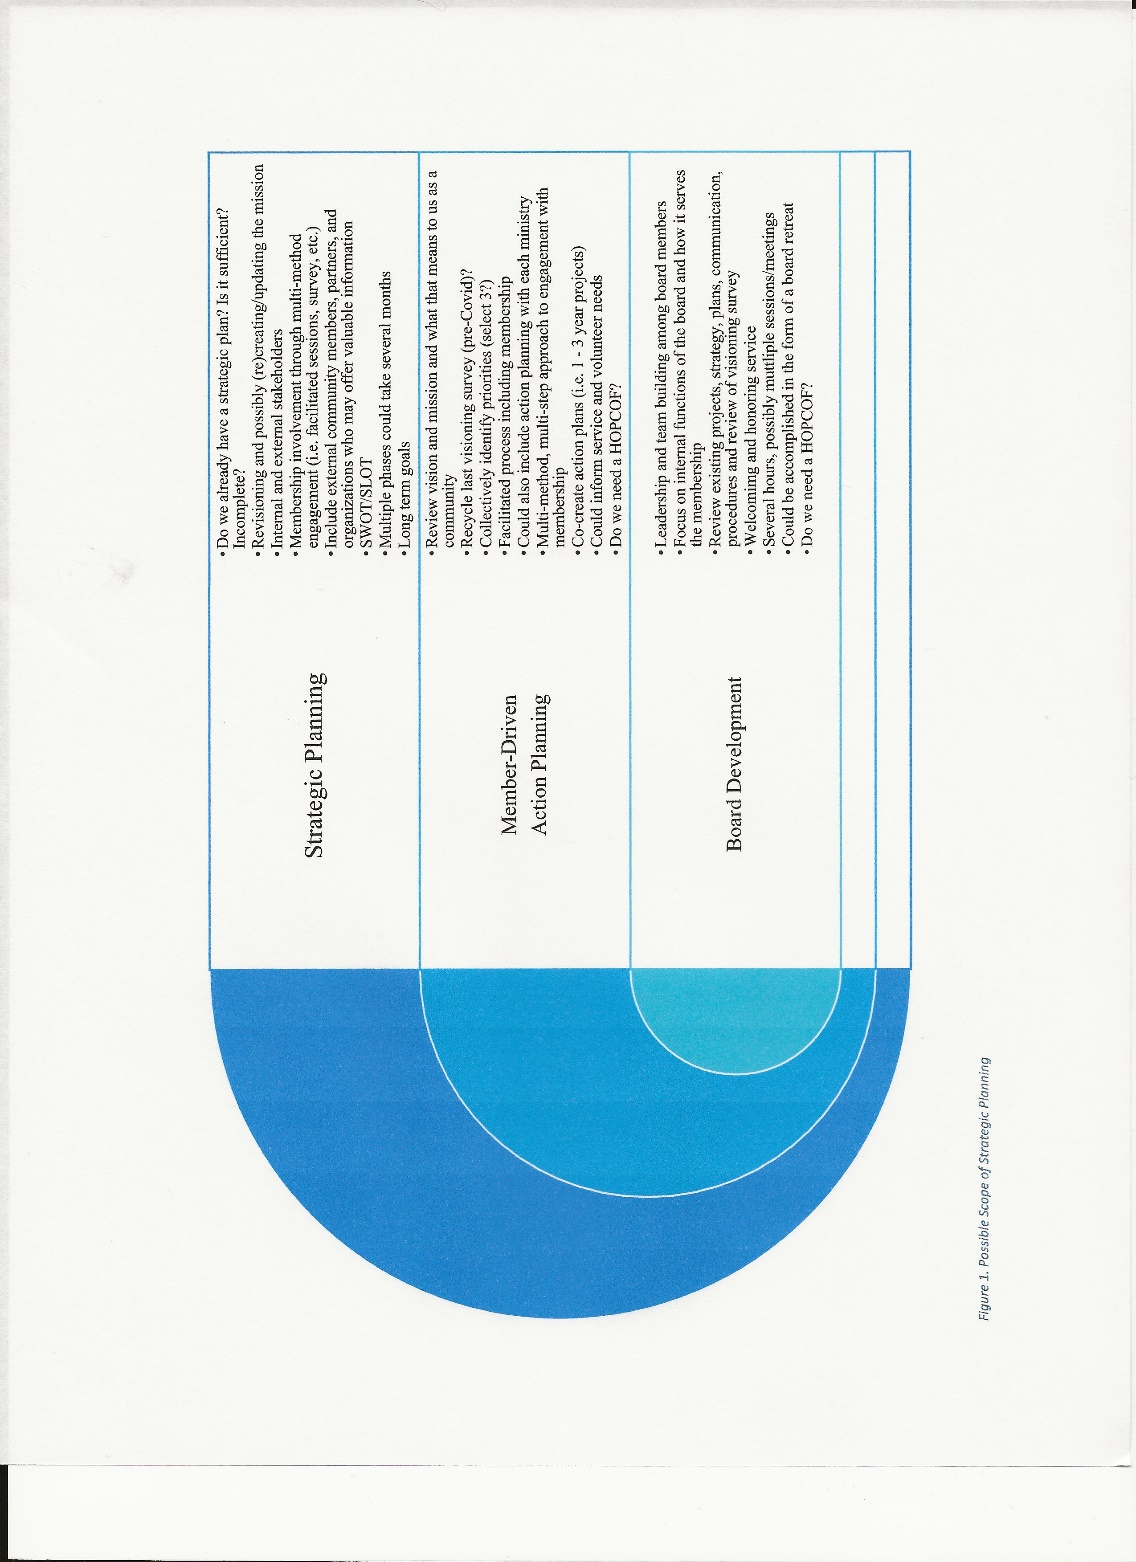 Strategic Planning
• Do we already have a strategic plan? Is it sufficient?
Incomplete?
• Revisioning and possibly (re)creating/updating the mission
• Internal and external stakeholders
• Membership involvement through multi-method
engagement (i.e. facilitated sessions, survey, etc.)
• Include external community members, partners, and
organizations who may offer valuable information
• SWOT/SLOT
• Multiple phases could take several months
• Long term goals
Member-Driven
Action Planning
• Review vision and mission and what that means to us as a
community
• Recycle last visioning survey (pre-Covid)?
• Collectively identify priorities (select 3?)
• Facilitated process including membership
• Could also include action planning with each ministry
• Multi-method, multi-step approach to engagement with
membership
• Co-create action plans (i.e. 1 - 3 year projects)
• Could inform service and volunteer needs
• Do we need a HOPCOF?
Board Development
• Leadership and team building among board members
• Focus on internal functions of the board and how it serves
the membership
• Review existing projects, strategy, plans, communication,
procedures and review of visioning survey
• Welcomimg and honoring service
• Several hours, possibly muttliple sessions/meetings
• Could be accomplished in the form of a board retreat
• Do we need a HOPCOF?
Figure 1. Possible Scope of Strategic Planning